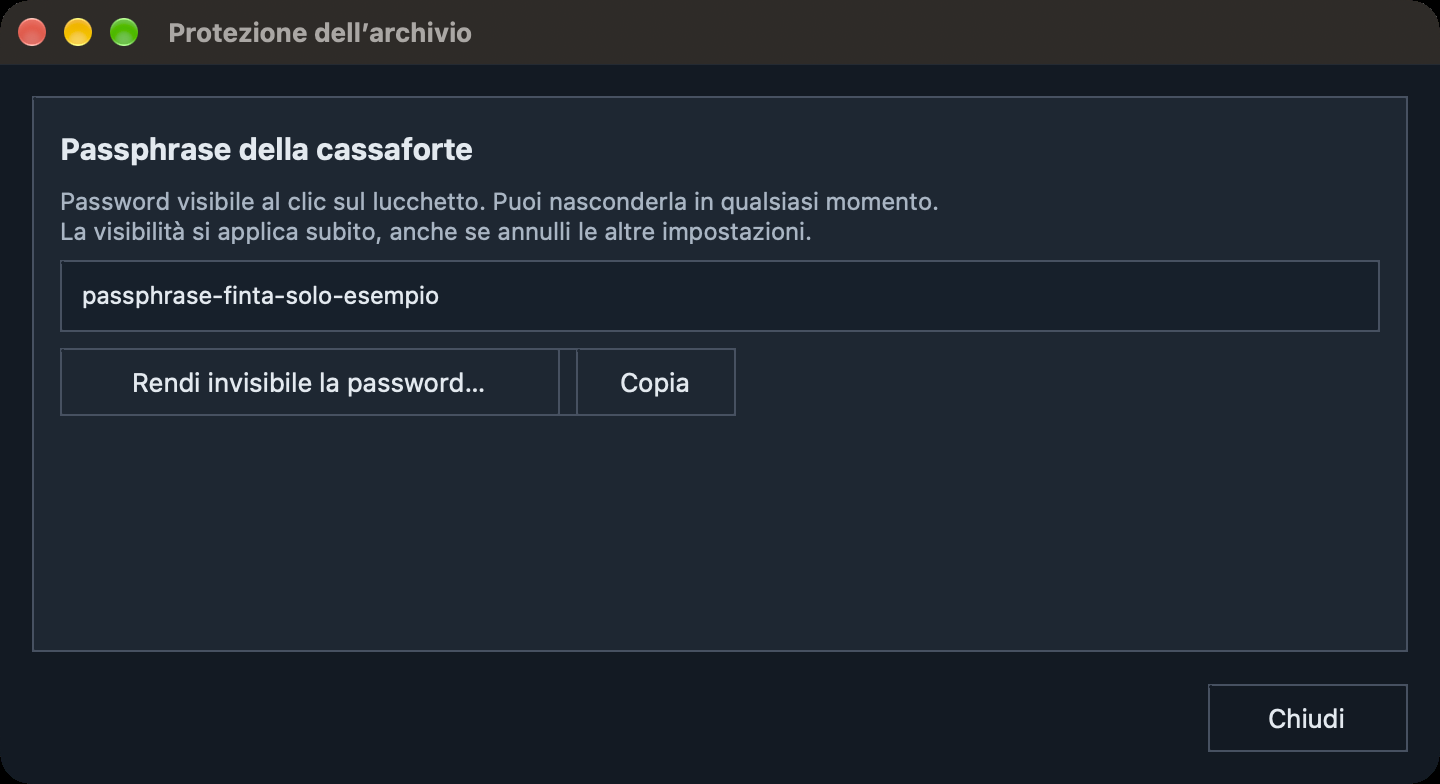 Protezione dell’archivio
Passphrase della cassaforte
Password visibile al clic sul lucchetto. Puoi nasconderla in qualsiasi momento.
La visibilità si applica subito, anche se annulli le altre impostazioni.
passphrase-finta-solo-esempio
Rendi invisibile la password...
Copia
Chiudi